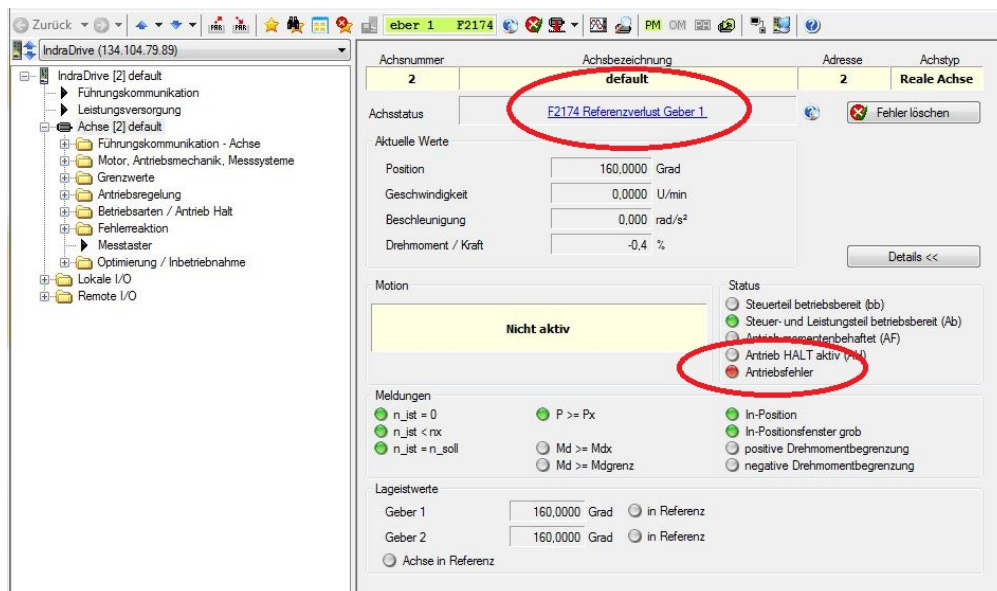 Zurück PAR PAR eber 1 F2174 PM OM
IndraDrive (134.104.79.89)
IndraDrive [2] default
Führungskommunikation
Leistungsversorgung
Achse [2] default
Führungskommunikation - Achse
Motor, Antriebsmechanik, Messsysteme
Grenzwerte
Antriebsregelung
Betriebsarten / Antrieb Halt
Fehlerreaktion
Messtaster
Optimierung / Inbetriebnahme
Lokale I/O
Remote I/O
Achsnummer Achsbezeichnung Adresse Achstyp
2 default 2 Reale Achse
Achsstatus F2174 Referenzverlust Geber 1 Fehler löschen
Aktuelle Werte
Position 160,0000 Grad
Geschwindigkeit 0,0000 U/min
Beschleunigung 0,000 rad/s²
Drehmoment / Kraft -0,4 %
Details <<
Motion
Nicht aktiv
Status
Steuerteil betriebsbereit (bb)
Steuer- und Leistungsteil betriebsbereit (Ab)
Antrieb momentenbehaftet (AF)
Antrieb HALT aktiv (AH)
Antriebsfehler
Meldungen
n_ist = 0 P >= Px In-Position
n_ist < nx In-Positionsfenster grob
n_ist = n_soll Md >= Mdx positive Drehmomentbegrenzung
Md >= Mdgrenz negative Drehmomentbegrenzung
Lageistwerte
Geber 1 160,0000 Grad in Referenz
Geber 2 160,0000 Grad in Referenz
Achse in Referenz